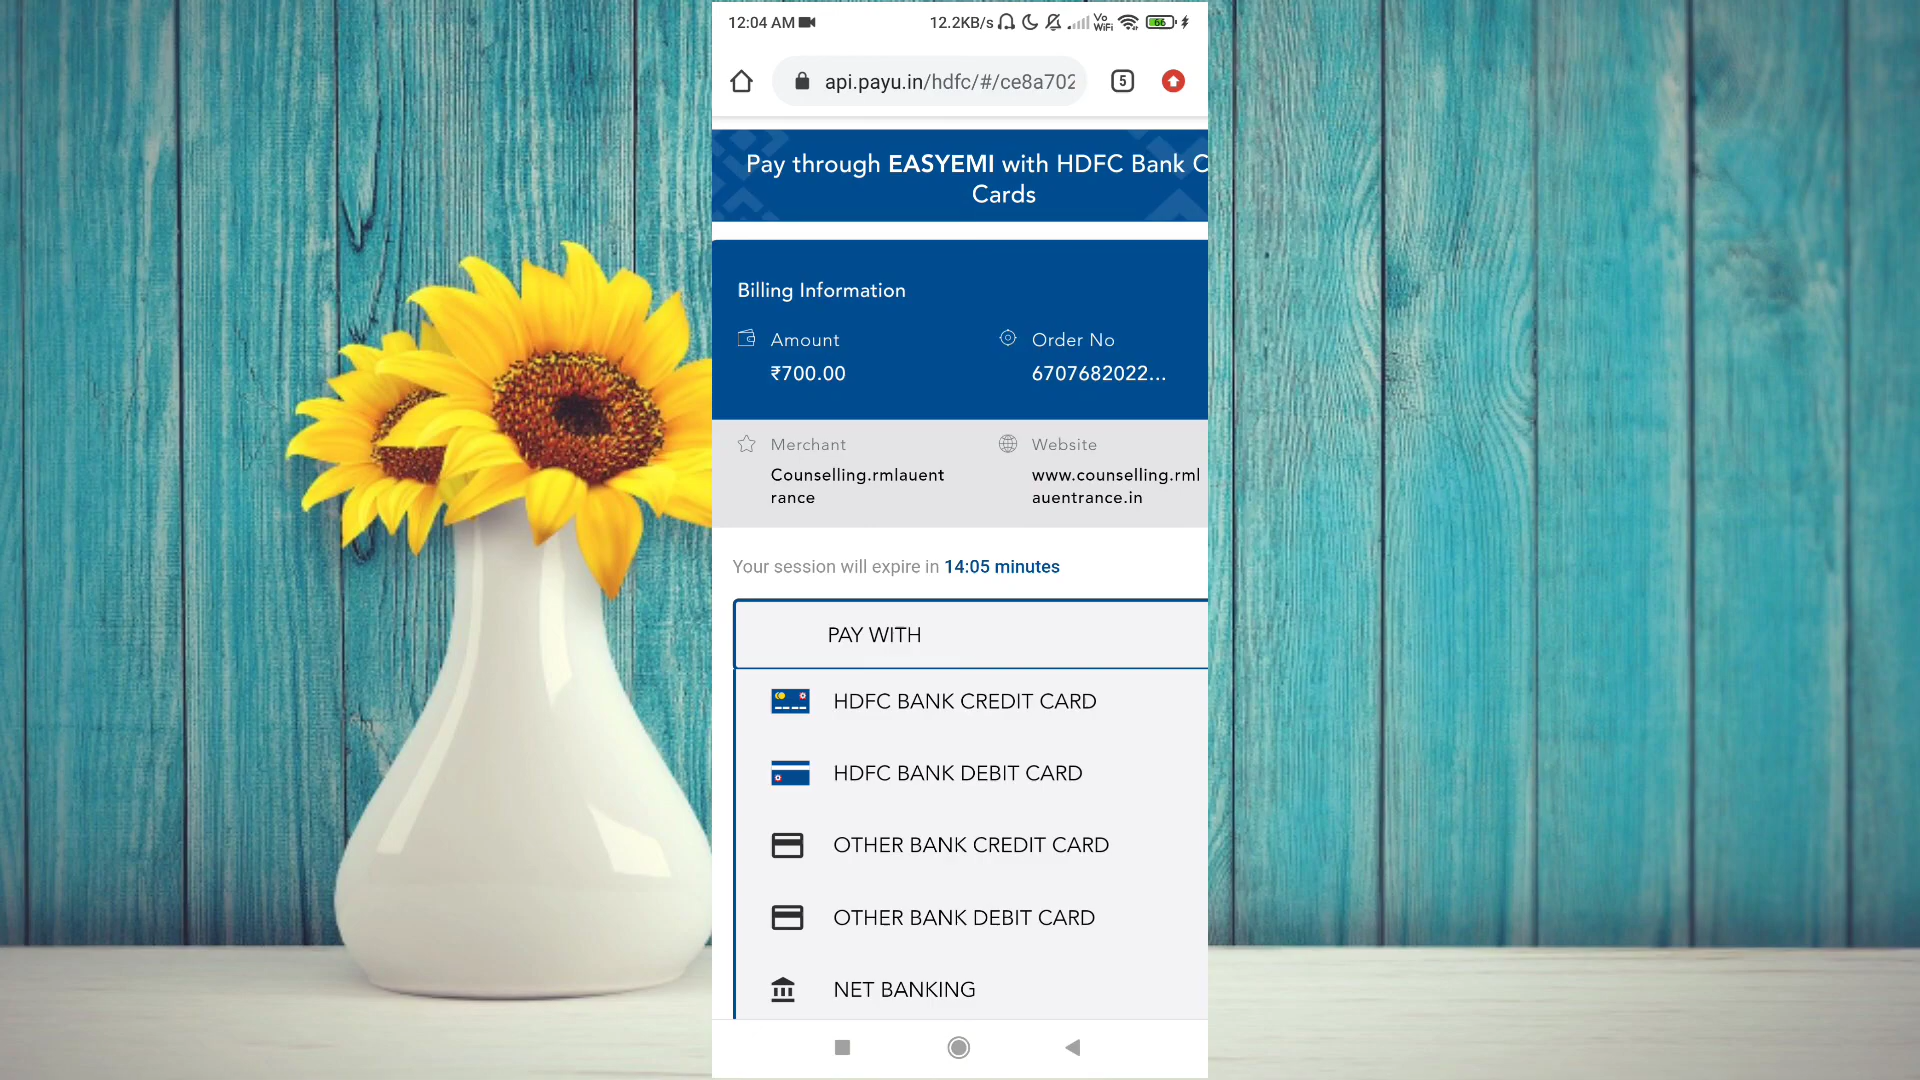 12:04 AM 12.2KB/s Vo WiFi 66
api.payu.in/hdfc/#/ce8a702 5
Pay through EASYEMI with HDFC Bank C
Cards
Billing Information
Amount Order No
₹700.00 6707682022...
Merchant Website
Counselling.rmlauent www.counselling.rml
rance auentrance.in
Your session will expire in 14:05 minutes
PAY WITH
HDFC BANK CREDIT CARD
HDFC BANK DEBIT CARD
OTHER BANK CREDIT CARD
OTHER BANK DEBIT CARD
NET BANKING